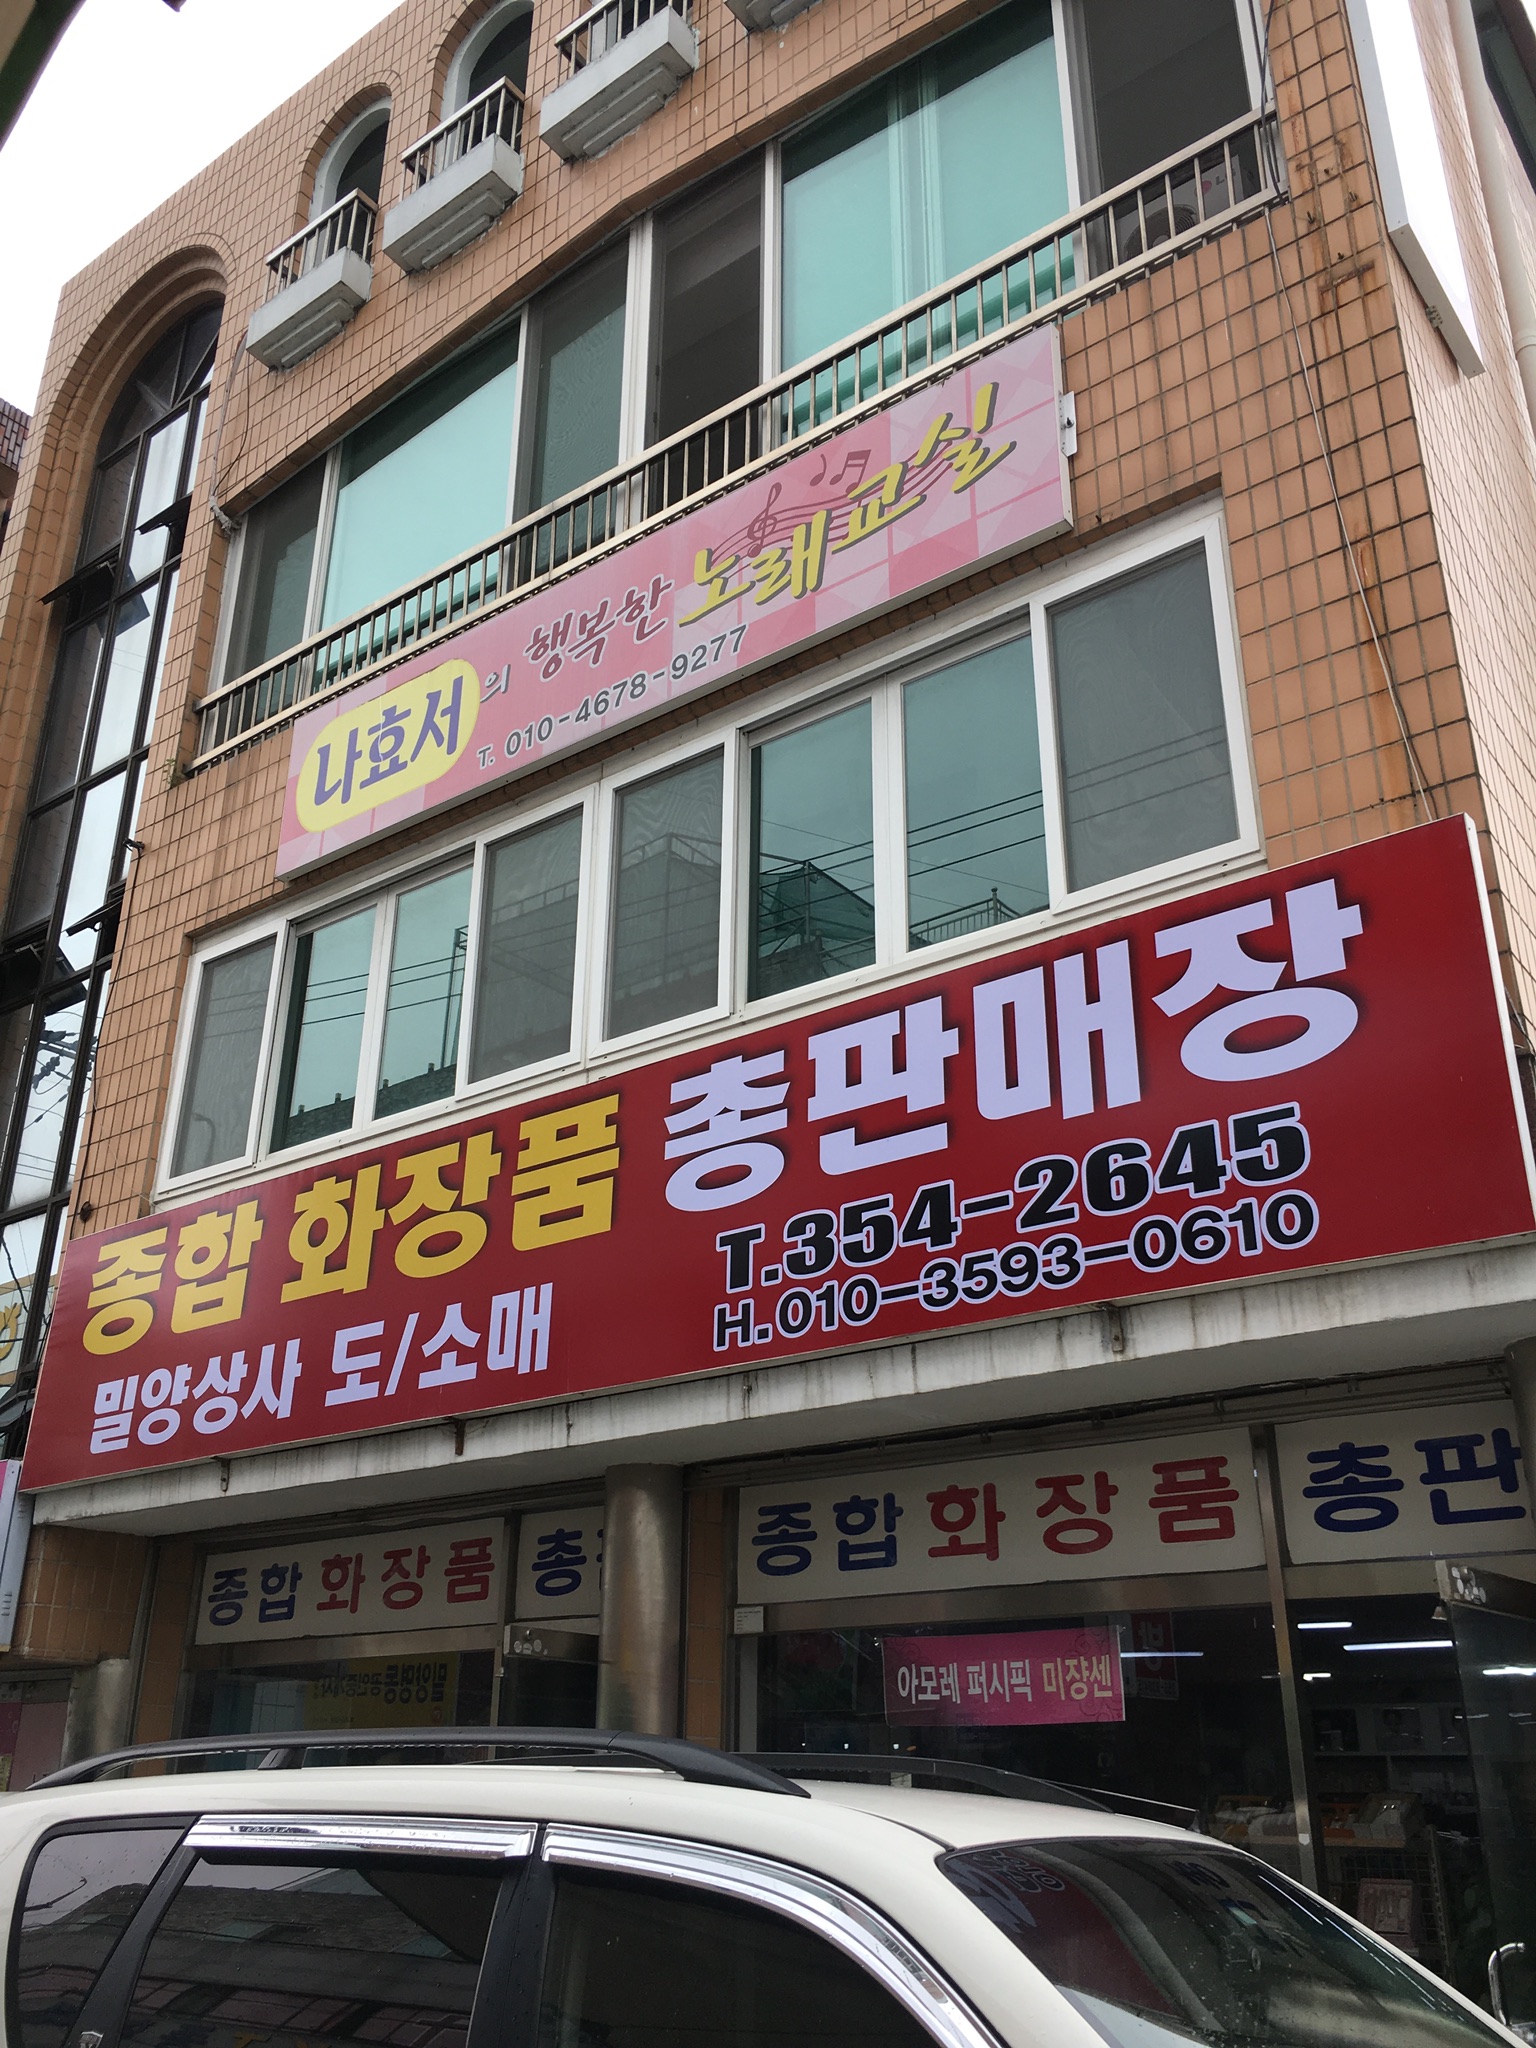 나효서의 행복한 노래교실
T. 010-4678-9277
종합 화장품 총판매장
밀양상사 도/소매
T.354-2645
H.010-3593-0610
종합 화장품 총
종합 화장품 총판
아모레 퍼시픽 미쟝센